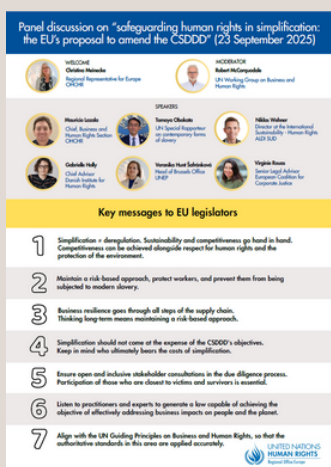 Panel discussion on "safeguarding human rights in simplification:
the EU's proposal to amend the CSDDD" (23 September 2025)
WELCOME
Christina Meinecke
Regional Representative for Europe
OHCHR
MODERATOR
Robert McCorquodale
UN Working Group on Business and
Human Rights
SPEAKERS
Mauricio Lazala
Chief, Business and
Human Rights Section
OHCHR
Tomoya Obokata
UN Special Rapporteur
on contemporary forms
of slavery
Nikhia Wehner
Director at the International
Sustainability - Human Rights
ALDI SUD
Gabrielle Holly
Chief Advisor
Danish Institute for
Human Rights
Veronika Hunt Šafránková
Head of Brussels Office
UNEP
Virginie Rouas
Senior Legal Advisor
European Coalition for
Corporate Justice
Key messages to EU legislators
1
Simplification ≠ deregulation. Sustainability and competitiveness go hand in hand.
Competitiveness can be achieved alongside respect for human rights and the
protection of the environment.
2
Maintain a risk-based approach, protect workers, and prevent them from being
subjected to modern slavery.
3
Business resilience goes through all steps of the supply chain.
Thinking long-term means maintaining a risk-based approach.
4
Simplification should not come at the expense of the CSDDD's objectives.
Keep in mind who ultimately bears the costs of simplification.
5
Ensure open and inclusive stakeholder consultations in the due diligence process.
Participation of those who are closest to victims and survivors is essential.
6
Listen to practitioners and experts to generate a law capable of achieving the
objective of effectively addressing business impacts on people and the planet.
7
Align with the UN Guiding Principles on Business and Human Rights, so that the
authoritative standards in this area are applied accurately.
UNITED NATIONS
HUMAN RIGHTS
Regional Office Europe